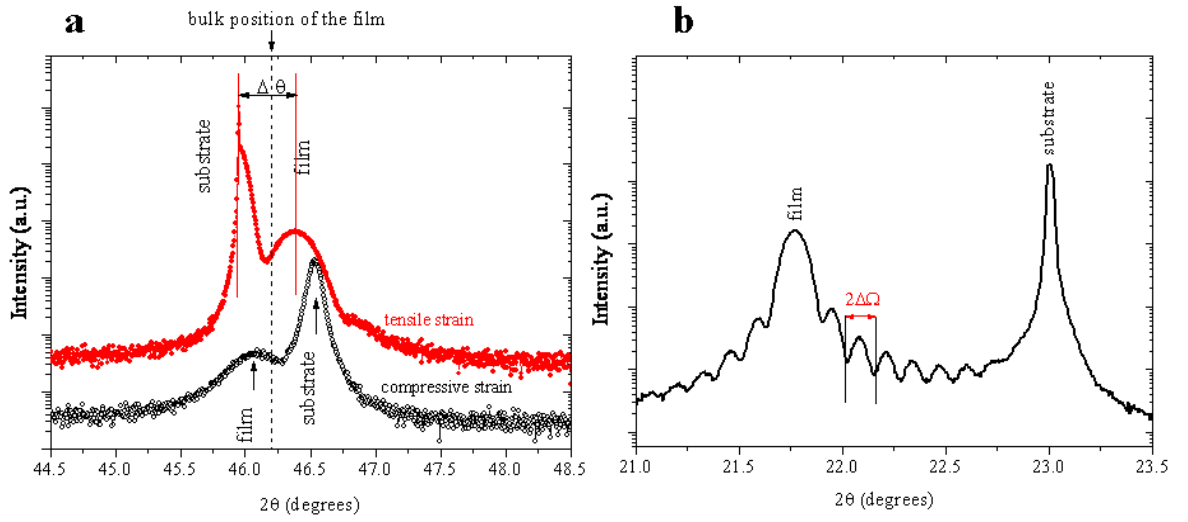 a
bulk position of the film
Δ θ
substrate
film
tensile strain
compressive strain
film
substrate
Intensity (a.u.)
44.5 45.0 45.5 46.0 46.5 47.0 47.5 48.0 48.5
2θ (degrees)
b
substrate
film
2ΔΩ
Intensity (a.u.)
21.0 21.5 22.0 22.5 23.0 23.5
2θ (degrees)